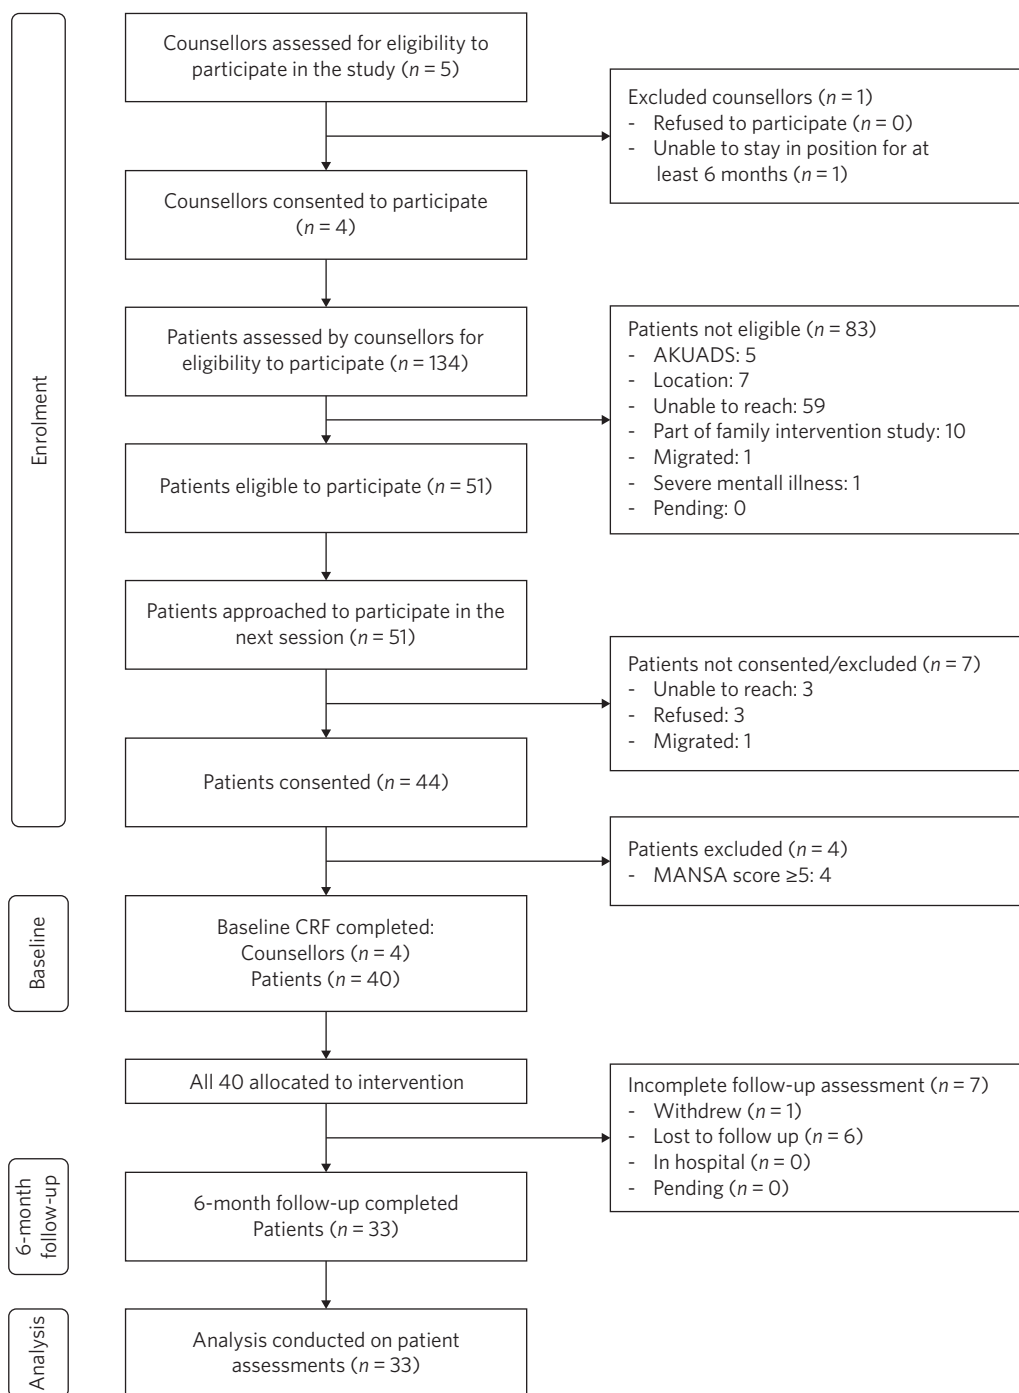 Enrolment
Counsellors assessed for eligibility to
participate in the study (n = 5)
Excluded counsellors (n = 1)
- Refused to participate (n = 0)
- Unable to stay in position for at
least 6 months (n = 1)
Counsellors consented to participate
(n = 4)
Patients assessed by counsellors for
eligibility to participate (n = 134)
Patients not eligible (n = 83)
- AKUADS: 5
- Location: 7
- Unable to reach: 59
- Part of family intervention study: 10
- Migrated: 1
- Severe mentall illness: 1
- Pending: 0
Patients eligible to participate (n = 51)
Patients approached to participate in the
next session (n = 51)
Patients not consented/excluded (n = 7)
- Unable to reach: 3
- Refused: 3
- Migrated: 1
Patients consented (n = 44)
Patients excluded (n = 4)
- MANSA score ≥5: 4
Baseline
Baseline CRF completed:
Counsellors (n = 4)
Patients (n = 40)
All 40 allocated to intervention
Incomplete follow-up assessment (n = 7)
- Withdrew (n = 1)
- Lost to follow up (n = 6)
- In hospital (n = 0)
- Pending (n = 0)
6-month
follow-up
6-month follow-up completed
Patients (n = 33)
Analysis
Analysis conducted on patient
assessments (n = 33)